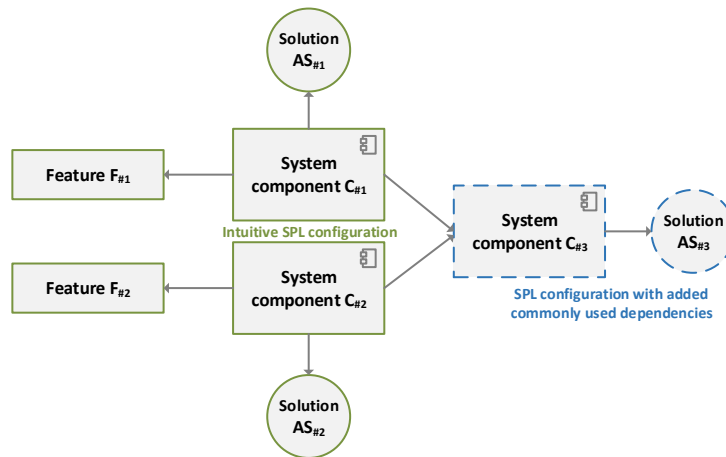 Solution
AS#1
Feature F#1
System
component C#1
Intuitive SPL configuration
System
component C#3
Solution
AS#3
Feature F#2
System
component C#2
SPL configuration with added
commonly used dependencies
Solution
AS#2